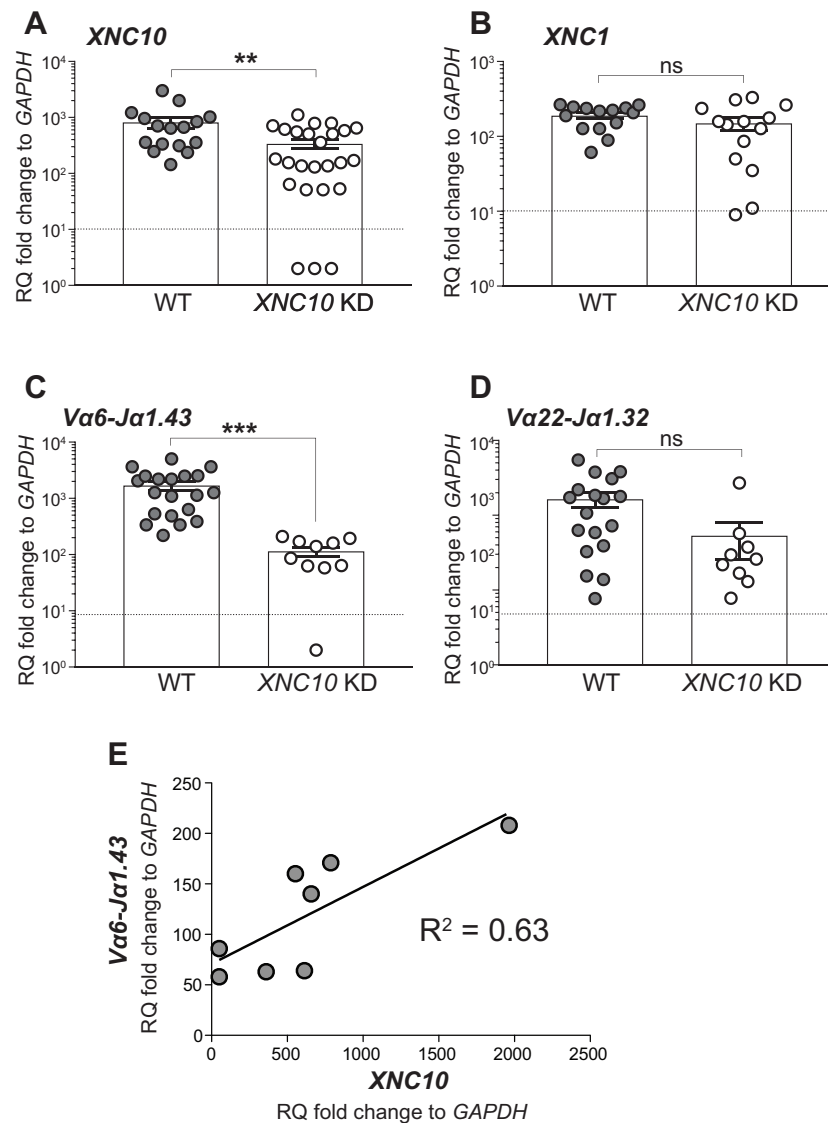 A
XNC10
RQ fold change to GAPDH
10⁴
10³
10²
10¹
10⁰
**
WT
XNC10 KD
B
XNC1
RQ fold change to GAPDH
10³
10²
10¹
10⁰
ns
WT
XNC10 KD
C
Vα6-Jα1.43
RQ fold change to GAPDH
10⁴
10³
10²
10¹
10⁰
***
WT
XNC10 KD
D
Vα22-Jα1.32
RQ fold change to GAPDH
10⁴
10³
10²
10¹
10⁰
ns
WT
XNC10 KD
E
Vα6-Jα1.43
RQ fold change to GAPDH
250
200
150
100
50
0
R² = 0.63
0 500 1000 1500 2000 2500
XNC10
RQ fold change to GAPDH